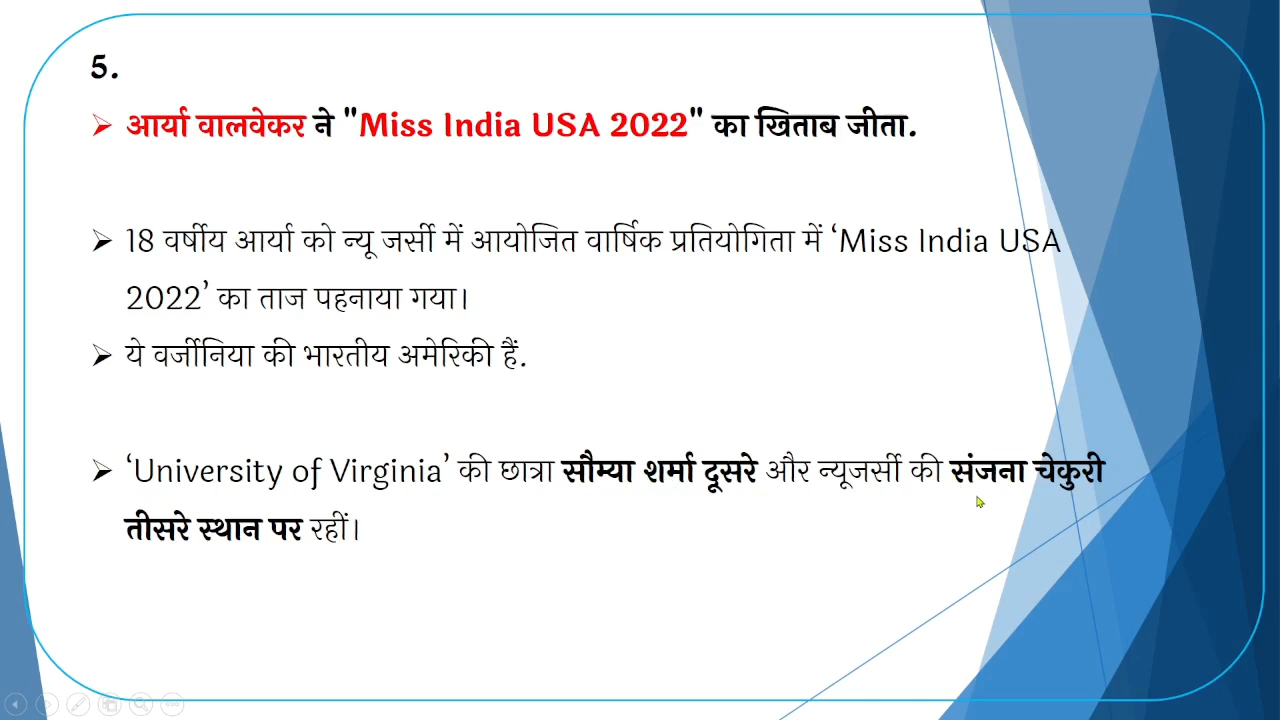 5.
आर्या वालवेकर ने "Miss India USA 2022" का खिताब जीता.
18 वर्षीय आर्या को न्यू जर्सी में आयोजित वार्षिक प्रतियोगिता में ‘Miss India USA
2022’ का ताज पहनाया गया।
ये वर्जीनिया की भारतीय अमेरिकी हैं.
‘University of Virginia’ की छात्रा सौम्या शर्मा दूसरे और न्यूजर्सी की संजना चेकुरी
तीसरे स्थान पर रहीं।